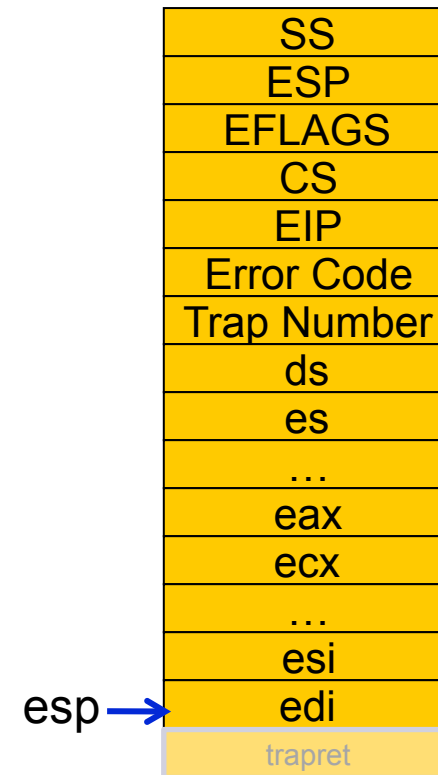 SS
ESP
EFLAGS
CS
EIP
Error Code
Trap Number
ds
es
…
eax
ecx
…
esi
esp edi
trapret